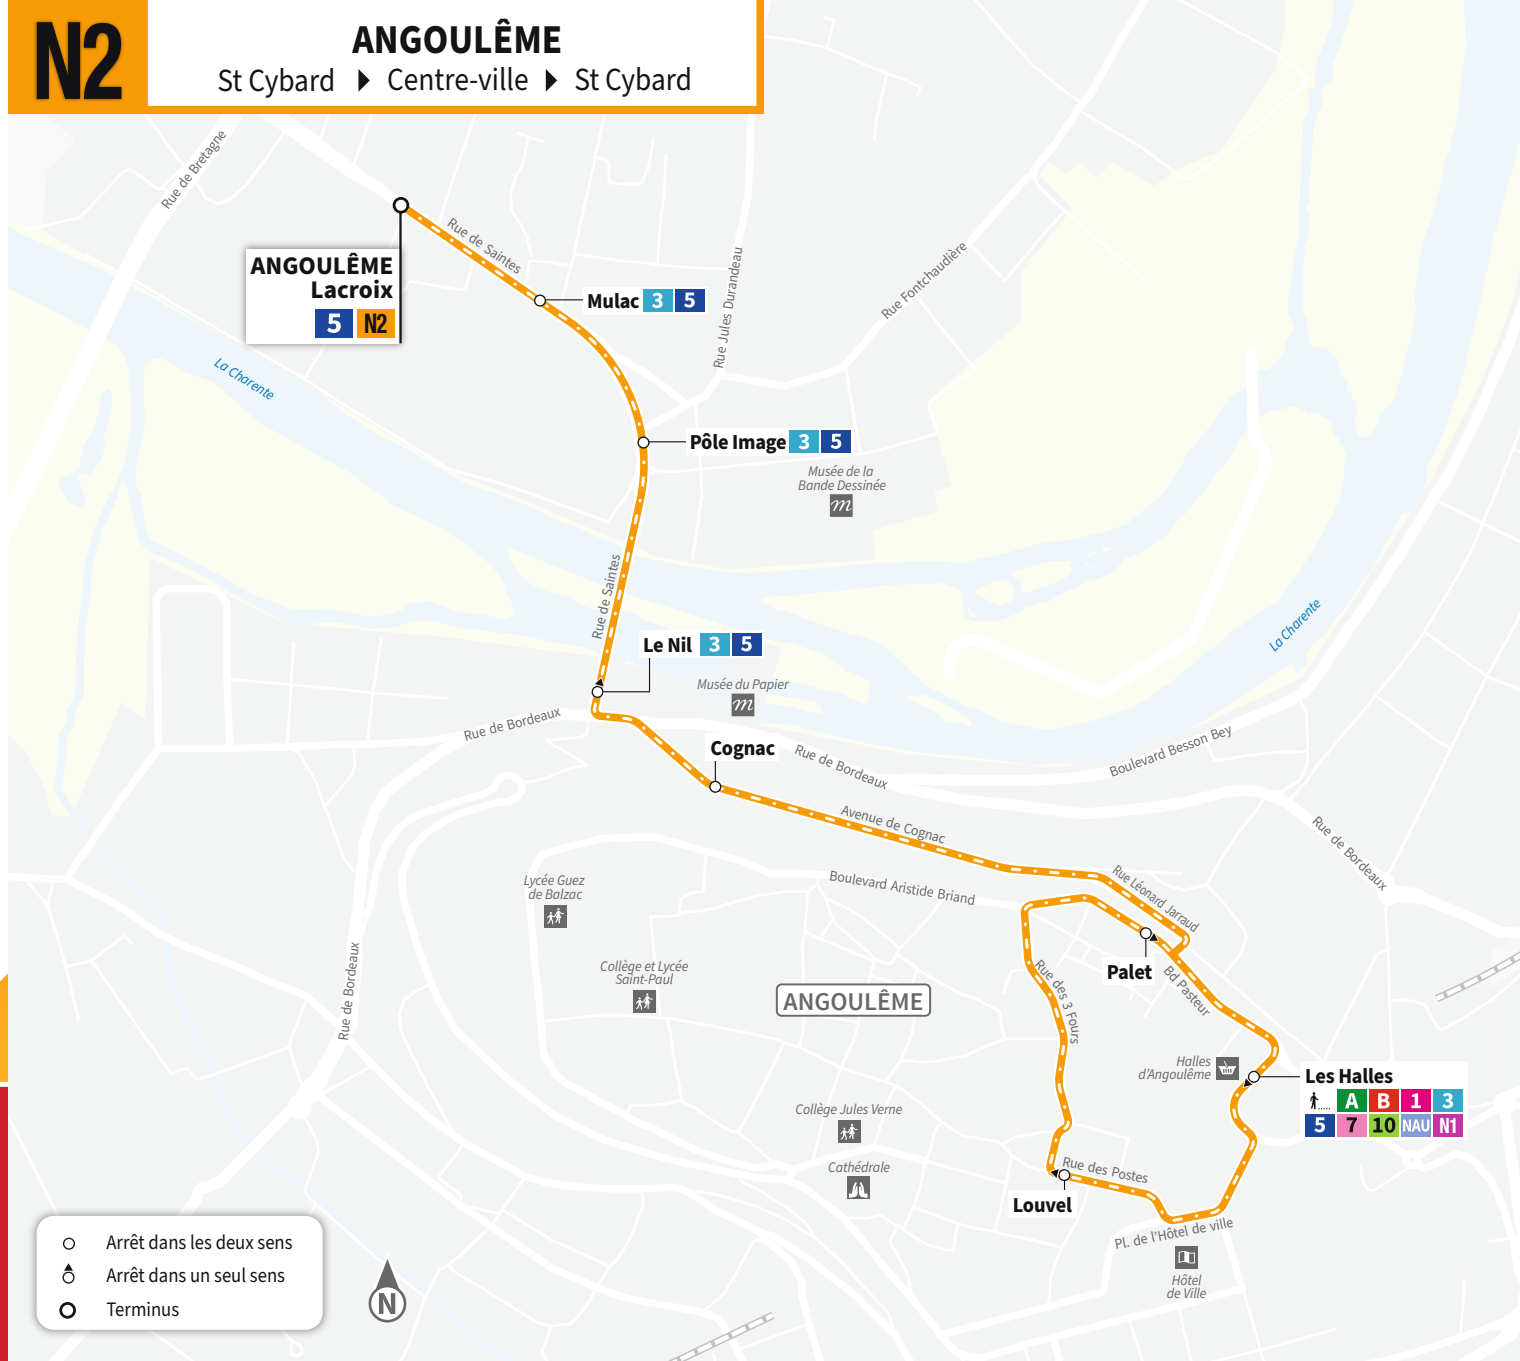 N2
ANGOULÊME
St Cybard
Centre-ville
St Cybard
Rue de Bretagne
Rue de Saintes
ANGOULÊME
Lacroix
5 N2
Mulac 3 5
Rue Jules Durandeau
Rue Fontchaudière
La Charente
Pôle Image 3 5
Musée de la
Bande Dessinée
m
Rue de Saintes
La Charente
Le Nil 3 5
Musée du Papier
m
Rue de Bordeaux
Cognac
Rue de Bordeaux
Boulevard Besson Bey
Avenue de Cognac
Rue de Bordeaux
Boulevard Aristide Briand
Rue Léonard Jarraud
Lycée Guez
de Balzac
Palet
Bd Pasteur
Collège et Lycée
Saint-Paul
Rue des 3 Fours
ANGOULÊME
Rue de Bordeaux
Halles
d'Angoulême
Les Halles
A B 1 3
5 7 10 NAU N1
Collège Jules Verne
Cathédrale
Rue des Postes
Louvel
Pl. de l'Hôtel de ville
Hôtel
de Ville
Arrêt dans les deux sens
Arrêt dans un seul sens
Terminus
N